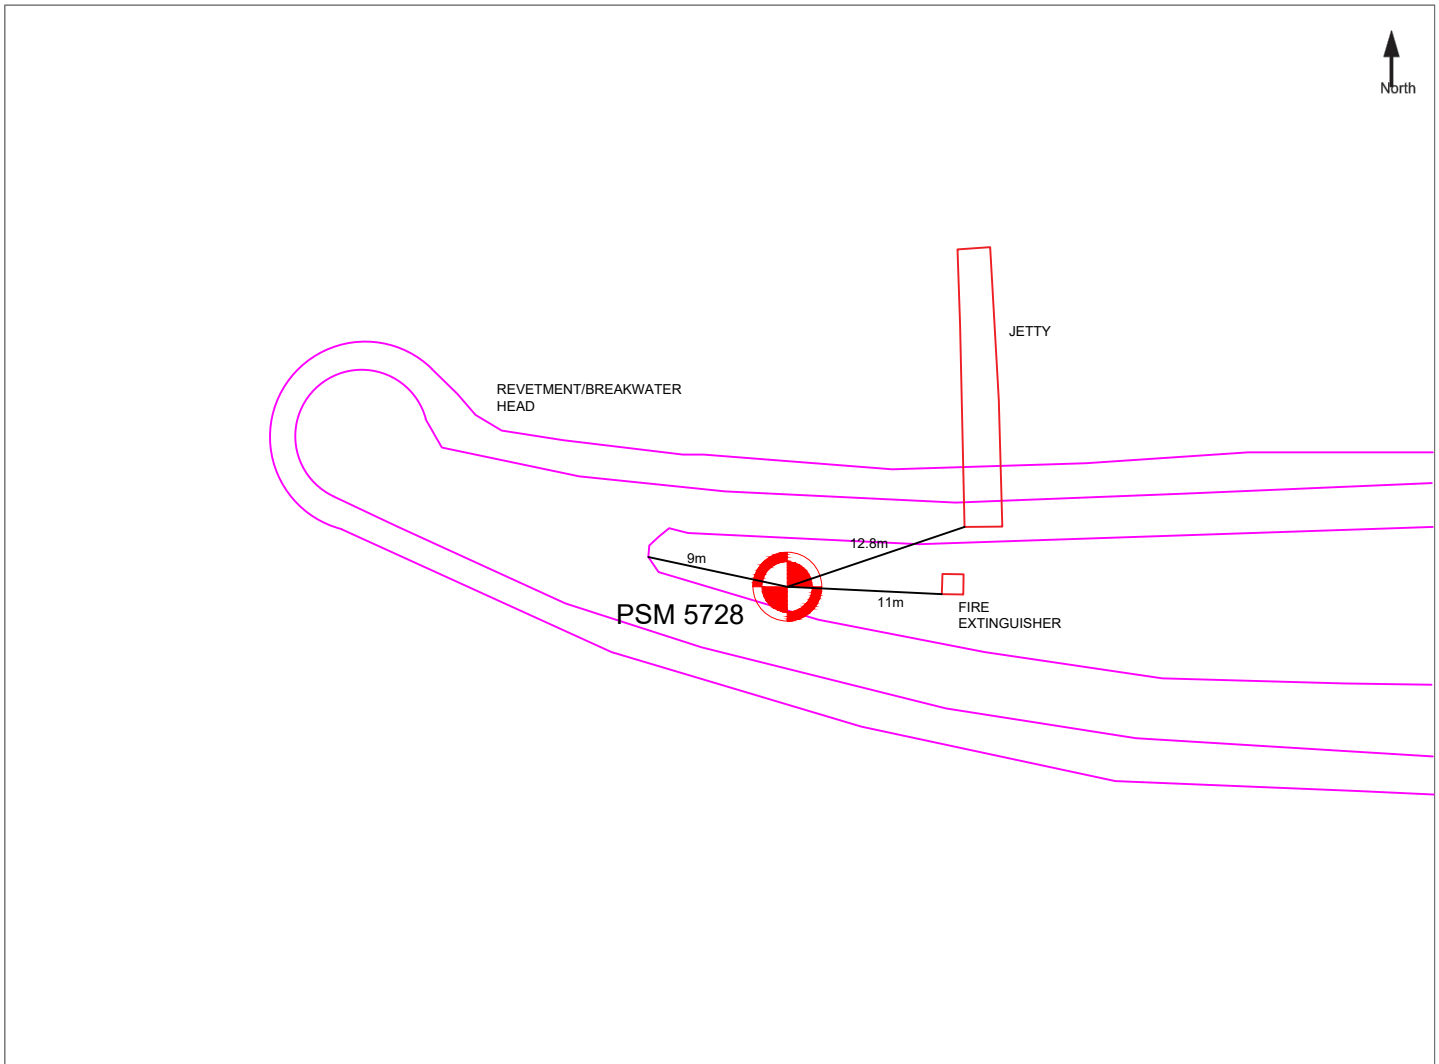 North
JETTY
REVETMENT/BREAKWATER
HEAD
12.8m
9m
11m
PSM 5728
FIRE
EXTINGUISHER